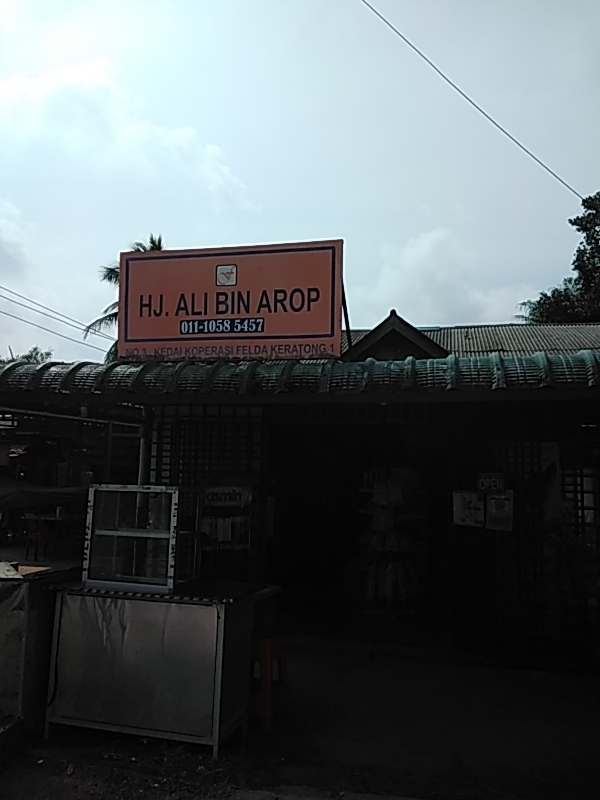 HJ. ALI BIN AROP
011-1058 5457
NO.1, KEDAI KOPERASI FELDA KERATONG 1
OPEN